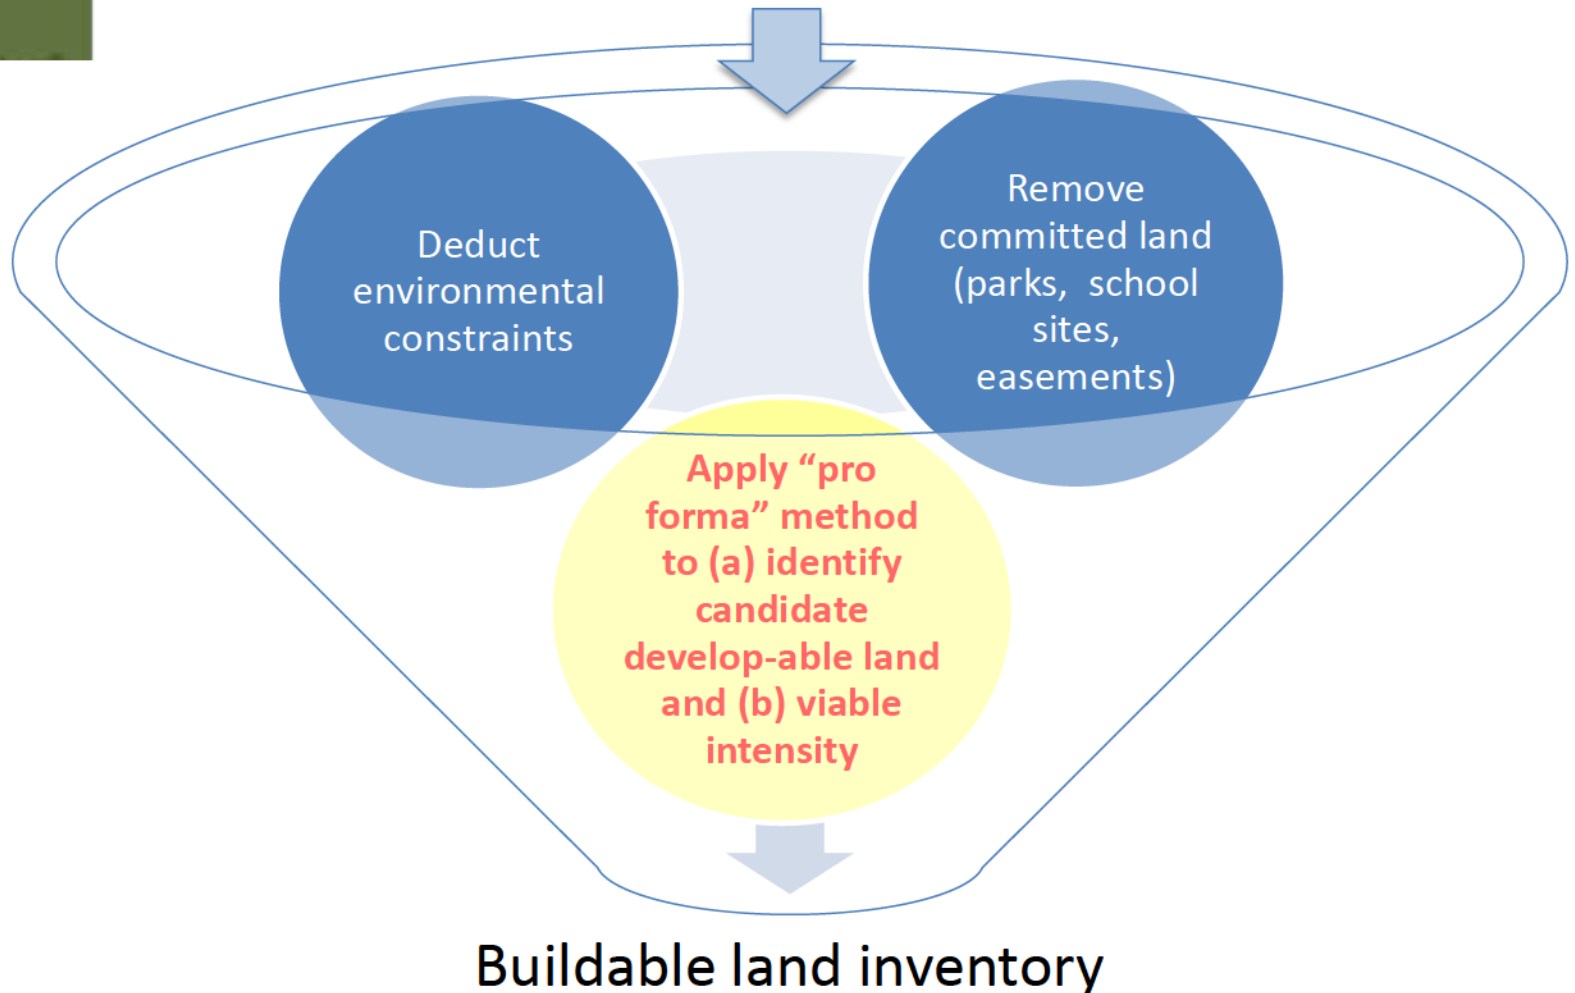 Deduct
environmental
constraints
Remove
committed land
(parks, school
sites,
easements)
Apply “pro
forma” method
to (a) identify
candidate
develop-able land
and (b) viable
intensity
Buildable land inventory